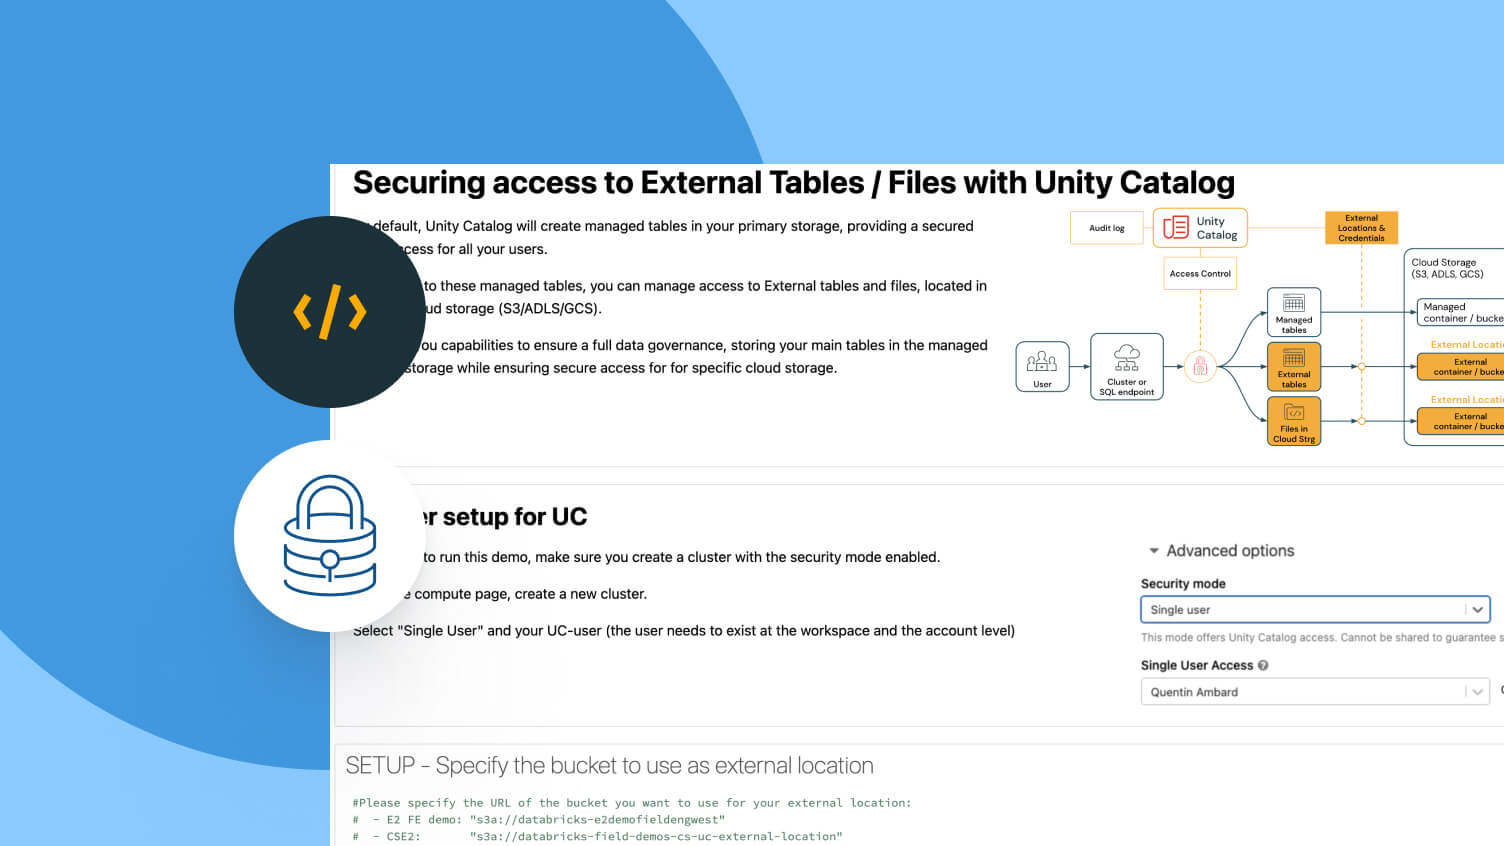 Securing access to External Tables / Files with Unity Catalog
default, Unity Catalog will create managed tables in your primary storage, providing a secured
cess for all your users.
to these managed tables, you can manage access to External tables and files, located in
ud storage (S3/ADLS/GCS).
ou capabilities to ensure a full data governance, storing your main tables in the managed
storage while ensuring secure access for for specific cloud storage.
Audit log
Unity
Catalog
External
Locations &
Credentials
Access Control
Cloud Storage
(S3, ADLS, GCS)
Managed
tables
Managed
container / bucke
User
Cluster or
SQL endpoint
External
tables
External Locati
External
container / bucke
Files in
Cloud Strg
External Locati
External
container / bucke
</>
er setup for UC
to run this demo, make sure you create a cluster with the security mode enabled.
e compute page, create a new cluster.
Select "Single User" and your UC-user (the user needs to exist at the workspace and the account level)
Advanced options
Security mode
Single user
This mode offers Unity Catalog access. Cannot be shared to guarantee s
Single User Access
Quentin Ambard
SETUP - Specify the bucket to use as external location
#Please specify the URL of the bucket you want to use for your external location:
#  - E2 FE demo: "s3a://databricks-e2demofieldengwest"
#  - CSE2:       "s3a://databricks-field-demos-cs-uc-external-location"